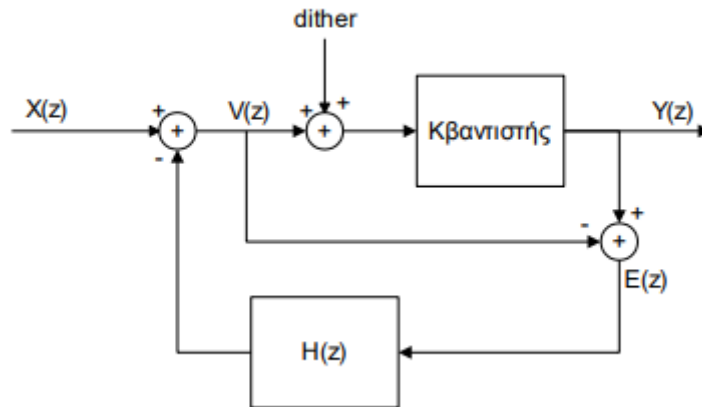 dither
X(z)
+
+
-
V(z)
+
+
+
Κβαντιστής
Y(z)
-
+
+
E(z)
H(z)